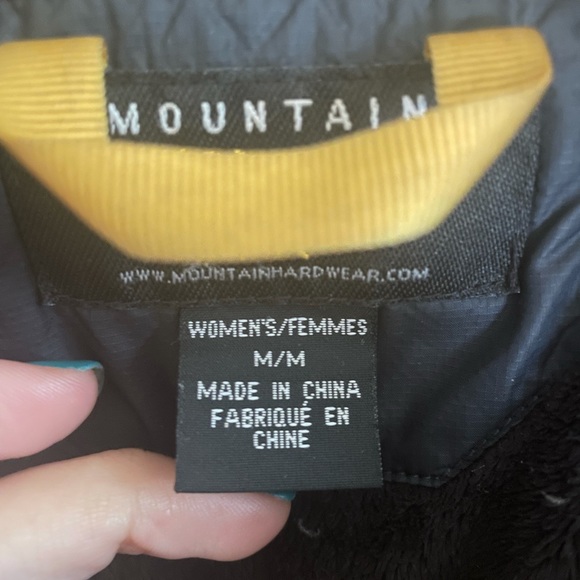 MOUNTAIN
WWW.MOUNTAINHARDWEAR.COM
WOMEN'S/FEMMES
M/M
MADE IN CHINA
FABRIQUÉ EN
CHINE